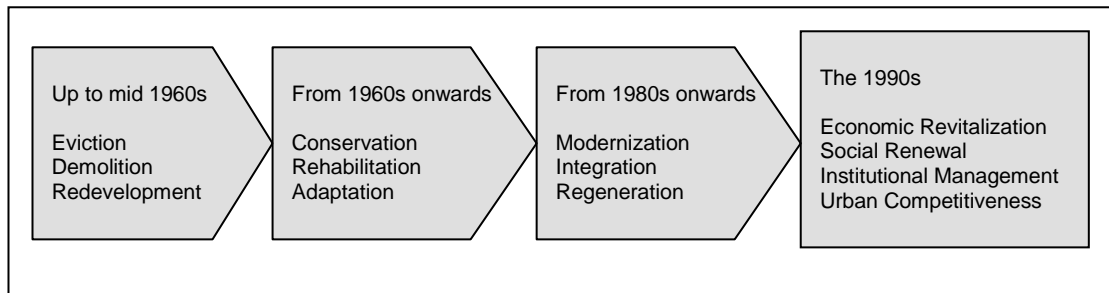 Up to mid 1960s
Eviction
Demolition
Redevelopment
From 1960s onwards
Conservation
Rehabilitation
Adaptation
From 1980s onwards
Modernization
Integration
Regeneration
The 1990s
Economic Revitalization
Social Renewal
Institutional Management
Urban Competitiveness